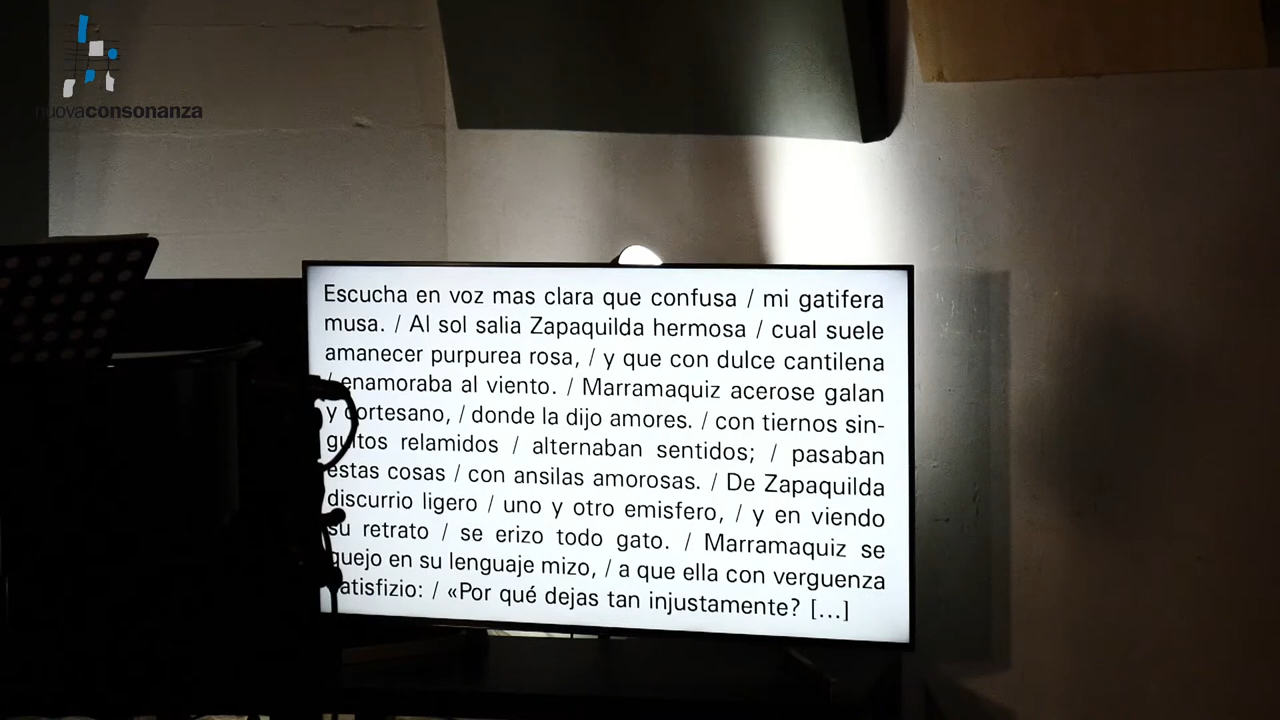 nuovaconsonanza
Escucha en voz mas clara que confusa / mi gatifera
musa. / Al sol salia Zapaquilda hermosa / cual suele
amanecer purpurea rosa, / y que con dulce cantilena
/ enamoraba al viento. / Marramaquiz acerose galan
y cortesano, / donde la dijo amores. / con tiernos sin-
gultos relamidos / alternaban sentidos; / pasaban
estas cosas / con ansilas amorosas. / De Zapaquilda
discurrio ligero / uno y otro emisfero, / y en viendo
su retrato / se erizo todo gato. / Marramaquiz se
quejo en su lenguaje mizo, / a que ella con verguenza
satisfizio: / «Por qué dejas tan injustamente? [...]